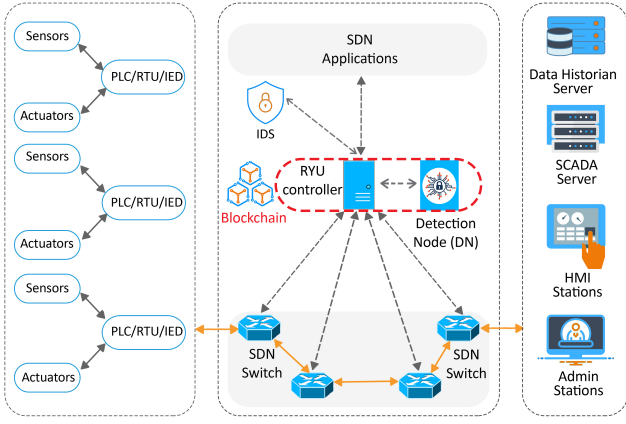 Sensors
PLC/RTU/IED
Actuators
Sensors
PLC/RTU/IED
Actuators
Sensors
PLC/RTU/IED
Actuators
SDN
Applications
IDS
RYU
controller
Blockchain
Detection
Node (DN)
SDN
Switch
SDN
Switch
Data Historian
Server
SCADA
Server
HMI
Stations
Admin
Stations